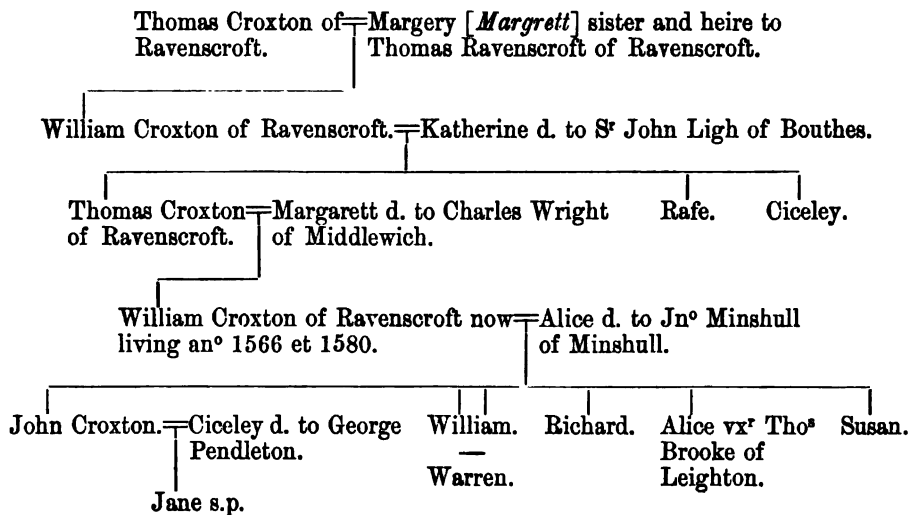 Thomas Croxton of=Margery [Margrett] sister and heire to
Ravenscroft. Thomas Ravenscroft of Ravenscroft.
William Croxton of Ravenscroft.=Katherine d. to Sʳ John Ligh of Bouthes.
Thomas Croxton=Margarett d. to Charles Wright Rafe. Ciceley.
of Ravenscroft. of Middlewich.
William Croxton of Ravenscroft now=Alice d. to Jnᵒ Minshull
living anᵒ 1566 et 1580. of Minshull.
John Croxton.=Ciceley d. to George William. Richard. Alice vxʳ Thoˢ Susan.
Pendleton. — Brooke of
Warren. Leighton.
Jane s.p.